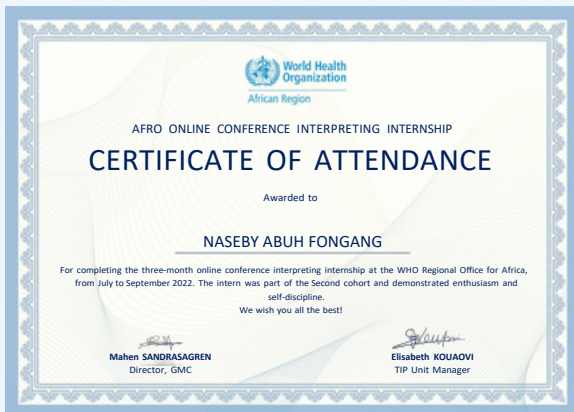 World Health
Organization
African Region
AFRO ONLINE CONFERENCE INTERPRETING INTERNSHIP
CERTIFICATE OF ATTENDANCE
Awarded to
NASEBY ABUH FONGANG
For completing the three-month online conference interpreting internship at the WHO Regional Office for Africa,
from July to September 2022. The intern was part of the Second cohort and demonstrated enthusiasm and
self-discipline.
We wish you all the best!
Mahen SANDRASAGREN
Director, GMC
Elisabeth KOUAOVI
TIP Unit Manager